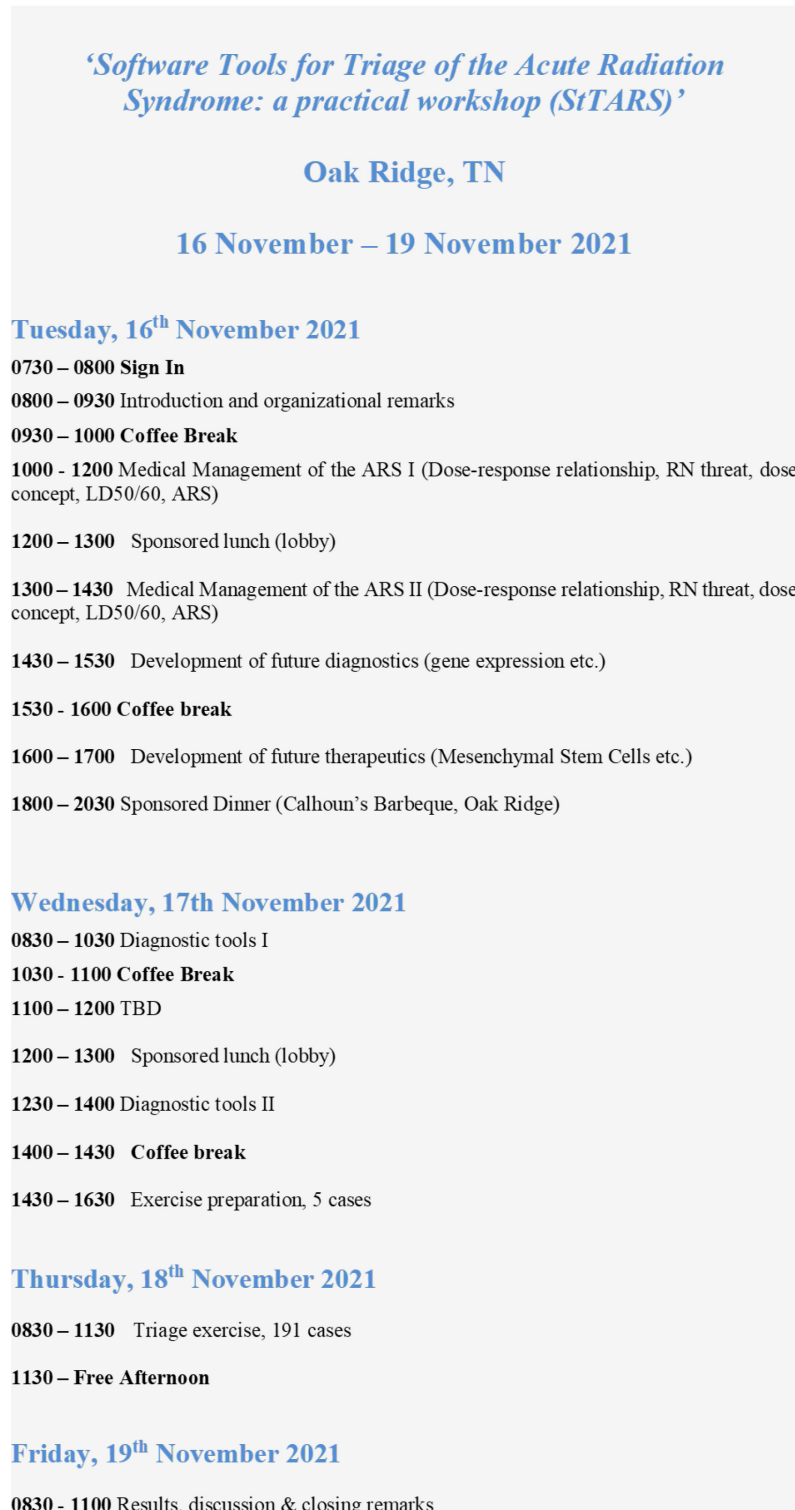 ‘Software Tools for Triage of the Acute Radiation
Syndrome: a practical workshop (StTARS)’
Oak Ridge, TN
16 November – 19 November 2021
Tuesday, 16th November 2021
0730 – 0800 Sign In
0800 – 0930 Introduction and organizational remarks
0930 – 1000 Coffee Break
1000 - 1200 Medical Management of the ARS I (Dose-response relationship, RN threat, dose
concept, LD50/60, ARS)
1200 – 1300 Sponsored lunch (lobby)
1300 – 1430 Medical Management of the ARS II (Dose-response relationship, RN threat, dose
concept, LD50/60, ARS)
1430 – 1530 Development of future diagnostics (gene expression etc.)
1530 - 1600 Coffee break
1600 – 1700 Development of future therapeutics (Mesenchymal Stem Cells etc.)
1800 – 2030 Sponsored Dinner (Calhoun’s Barbeque, Oak Ridge)
Wednesday, 17th November 2021
0830 – 1030 Diagnostic tools I
1030 - 1100 Coffee Break
1100 – 1200 TBD
1200 – 1300 Sponsored lunch (lobby)
1230 – 1400 Diagnostic tools II
1400 – 1430 Coffee break
1430 – 1630 Exercise preparation, 5 cases
Thursday, 18th November 2021
0830 – 1130 Triage exercise, 191 cases
1130 – Free Afternoon
Friday, 19th November 2021
0830 - 1100 Results, discussion & closing remarks